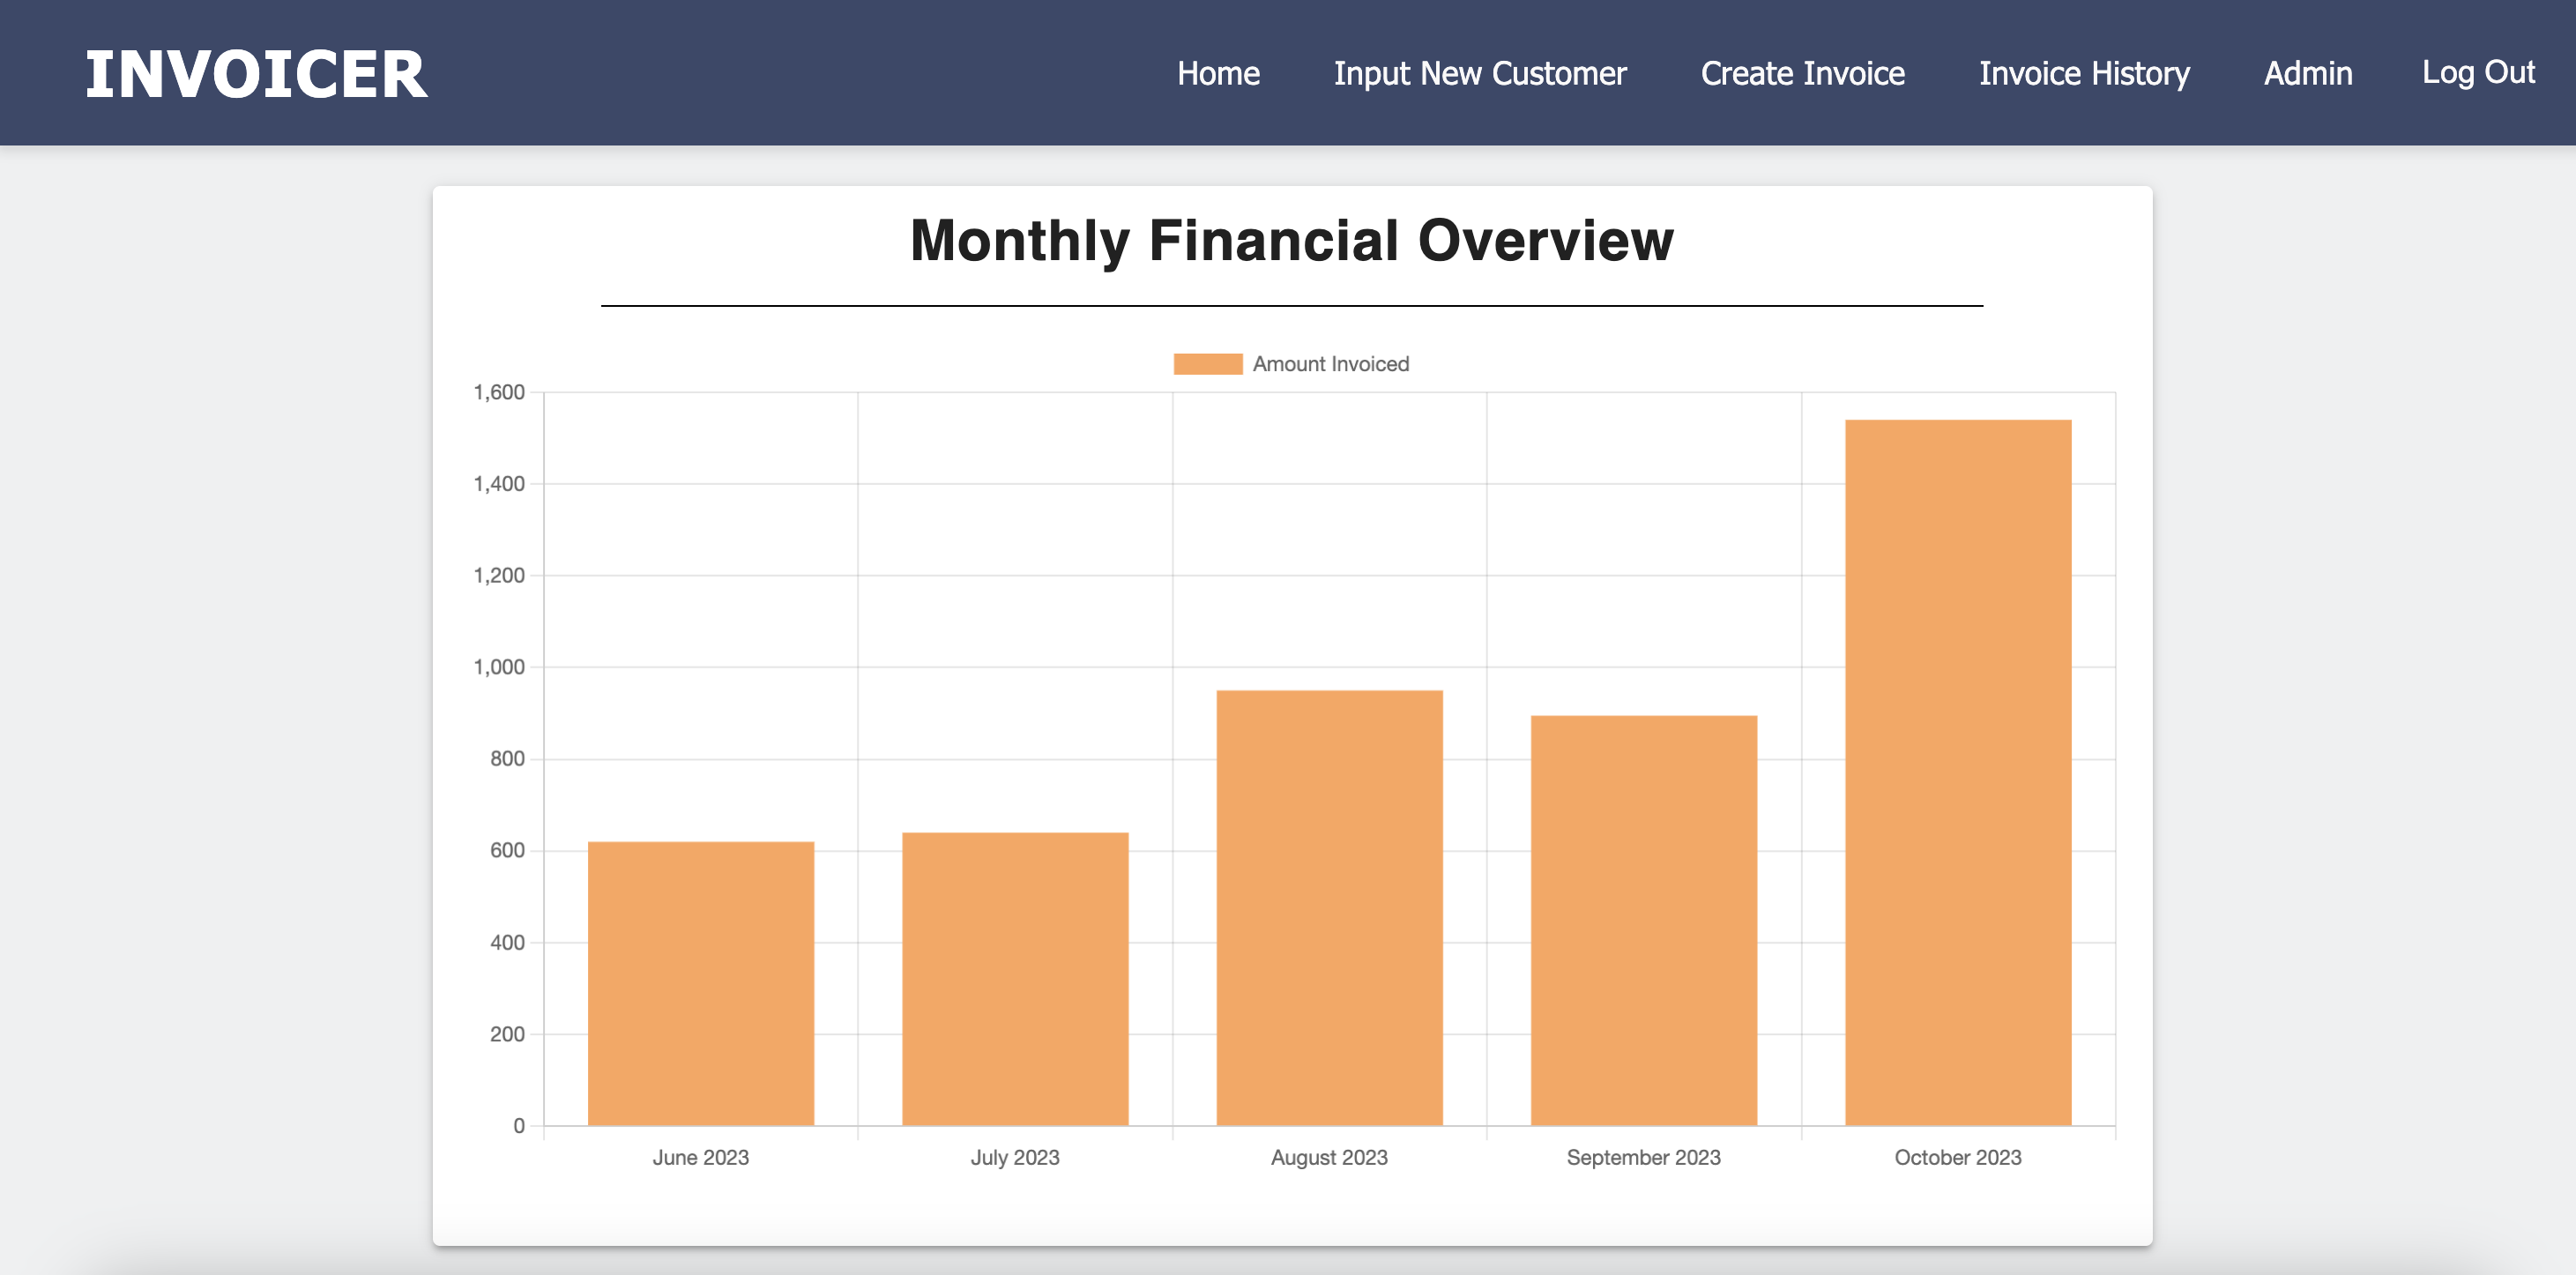 INVOICER
Home Input New Customer Create Invoice Invoice History Admin Log Out
Monthly Financial Overview
Amount Invoiced
1,600
1,400
1,200
1,000
800
600
400
200
0
June 2023 July 2023 August 2023 September 2023 October 2023